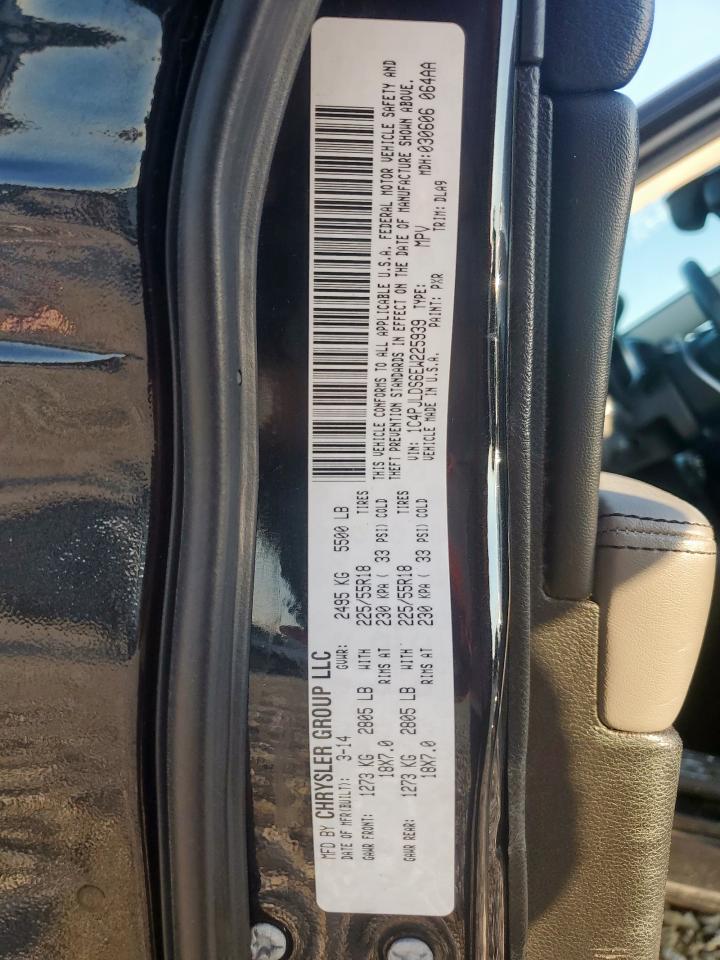 MFD BY CHRYSLER GROUP LLC
DATE OF MFR(BUILT): 3-14 GVWR: 2495 KG 5500 LB
GAWR FRONT: 1273 KG 2805 LB WITH 225/55R18 TIRES
18X7.0 RIMS AT 230 KPA ( 33 PSI) COLD
GAWR REAR: 1273 KG 2805 LB WITH 225/55R18 TIRES
18X7.0 RIMS AT 230 KPA ( 33 PSI) COLD
THIS VEHICLE CONFORMS TO ALL APPLICABLE U.S.A. FEDERAL MOTOR VEHICLE SAFETY AND
THEFT PREVENTION STANDARDS IN EFFECT ON THE DATE OF MANUFACTURE SHOWN ABOVE.
VIN: 1C4PJLDS6EW225939 TYPE: MPV MDH:030606 064AA
VEHICLE MADE IN U.S.A. PAINT: PXR TRIM: DLA9